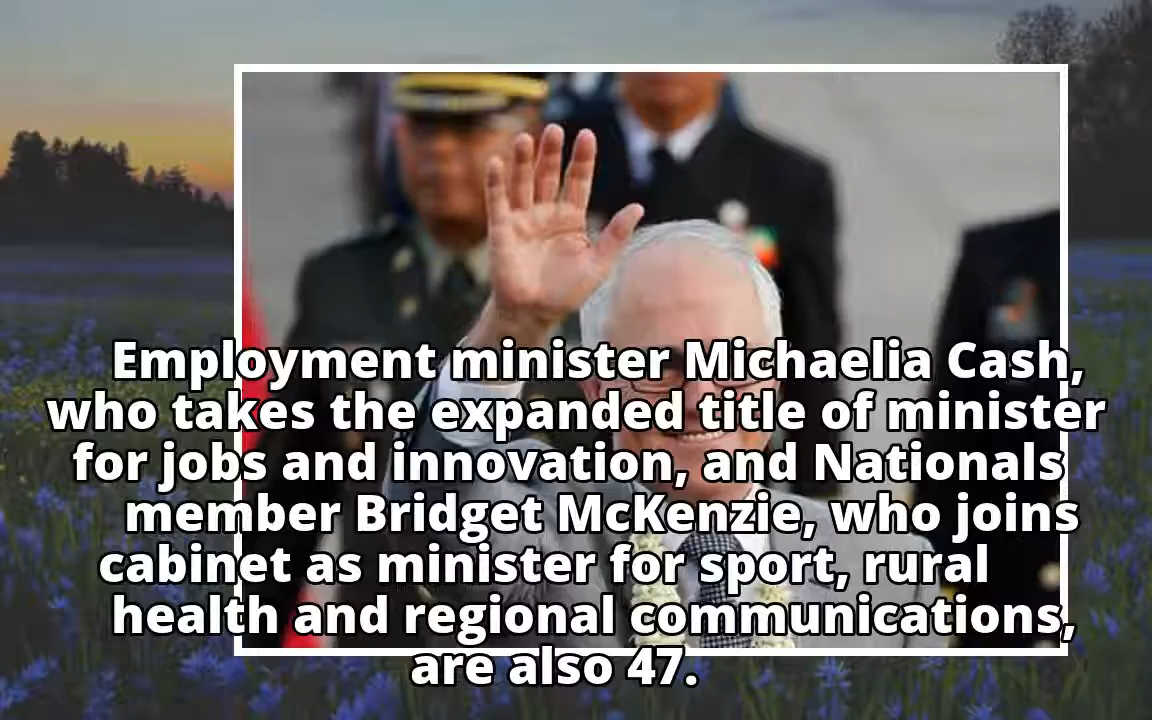 Employment minister Michaelia Cash,
who takes the expanded title of minister
for jobs and innovation, and Nationals
member Bridget McKenzie, who joins
cabinet as minister for sport, rural
health and regional communications,
are also 47.